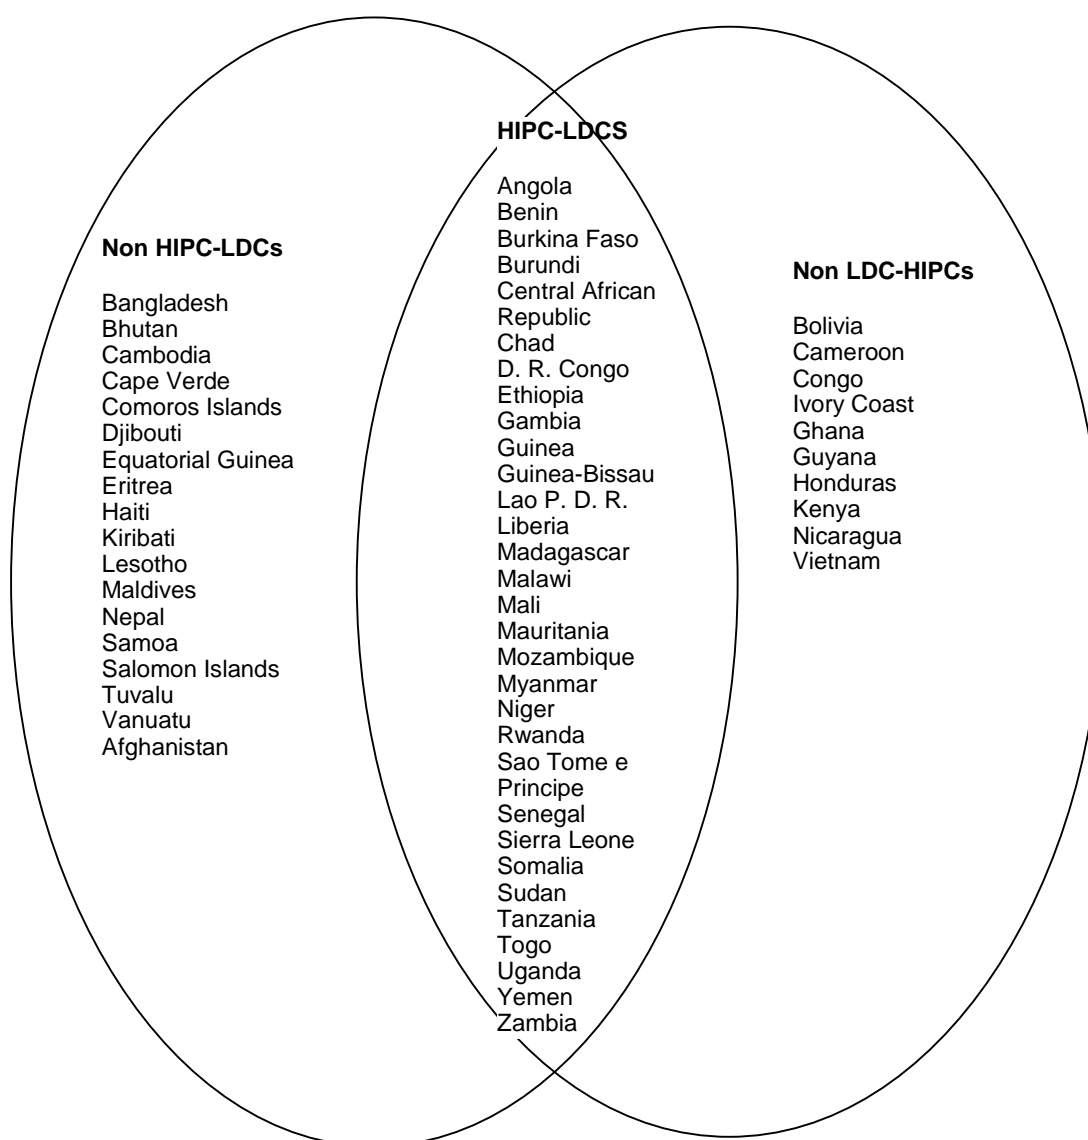 Non HIPC-LDCs
Bangladesh
Bhutan
Cambodia
Cape Verde
Comoros Islands
Djibouti
Equatorial Guinea
Eritrea
Haiti
Kiribati
Lesotho
Maldives
Nepal
Samoa
Salomon Islands
Tuvalu
Vanuatu
Afghanistan
HIPC-LDCS
Angola
Benin
Burkina Faso
Burundi
Central African
Republic
Chad
D. R. Congo
Ethiopia
Gambia
Guinea
Guinea-Bissau
Lao P. D. R.
Liberia
Madagascar
Malawi
Mali
Mauritania
Mozambique
Myanmar
Niger
Rwanda
Sao Tome e
Principe
Senegal
Sierra Leone
Somalia
Sudan
Tanzania
Togo
Uganda
Yemen
Zambia
Non LDC-HIPCs
Bolivia
Cameroon
Congo
Ivory Coast
Ghana
Guyana
Honduras
Kenya
Nicaragua
Vietnam